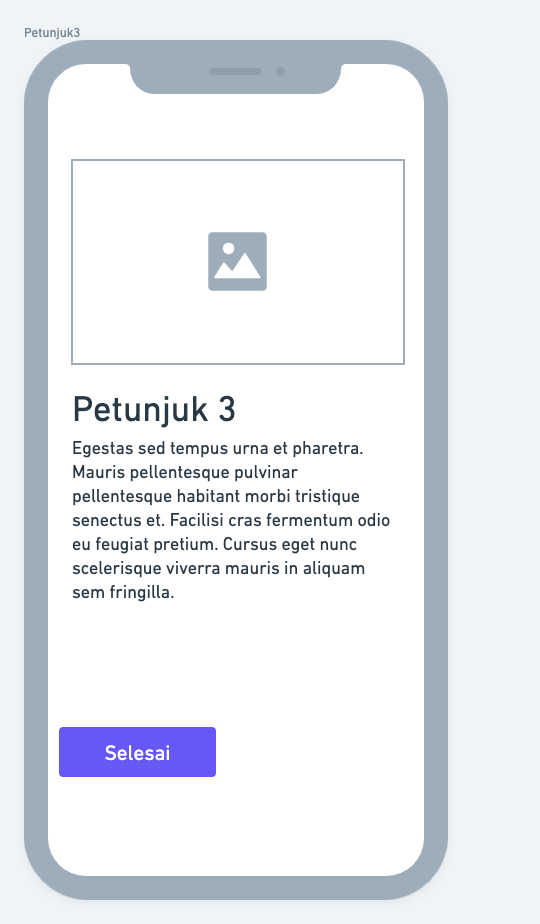 Petunjuk3
Petunjuk 3
Egestas sed tempus urna et pharetra.
Mauris pellentesque pulvinar
pellentesque habitant morbi tristique
senectus et. Facilisi cras fermentum odio
eu feugiat pretium. Cursus eget nunc
scelerisque viverra mauris in aliquam
sem fringilla.
Selesai